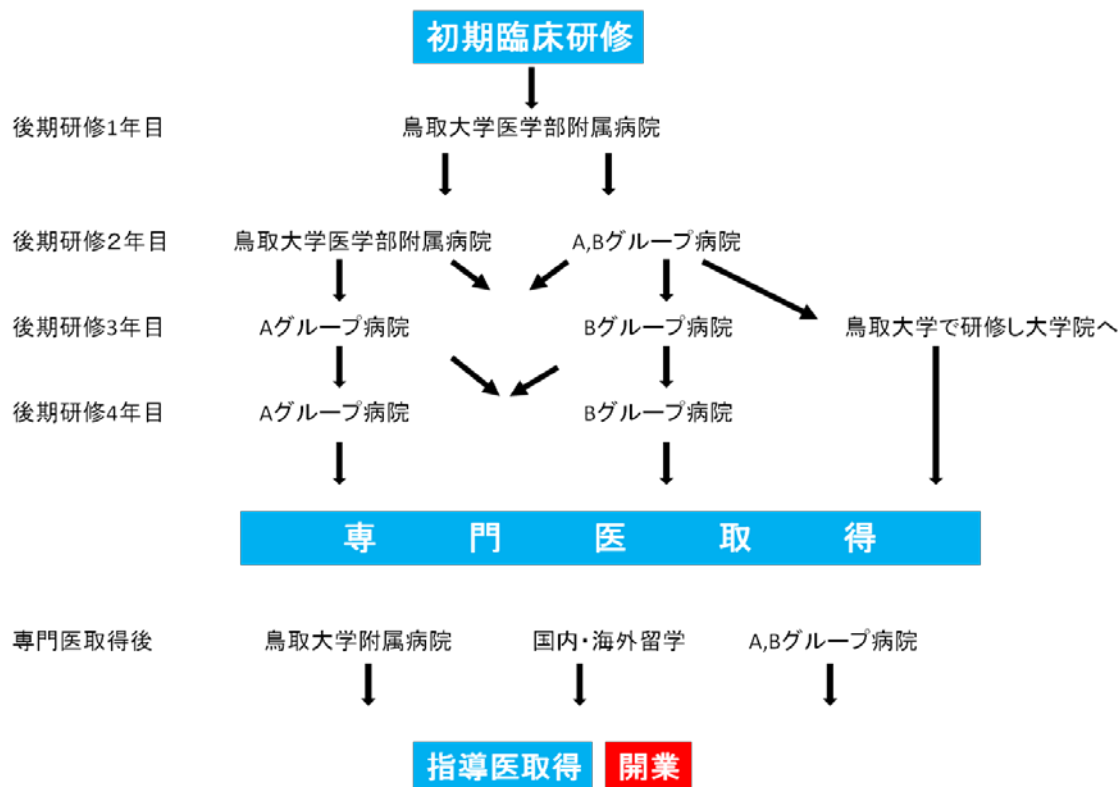 初期臨床研修
後期研修1年目 鳥取大学医学部附属病院
後期研修２年目 鳥取大学医学部附属病院 A,Bグループ病院
後期研修3年目 Aグループ病院 Bグループ病院 鳥取大学で研修し大学院へ
後期研修4年目 Aグループ病院 Bグループ病院
専門医取得
専門医取得後 鳥取大学附属病院 国内・海外留学 A,Bグループ病院
指導医取得 開業